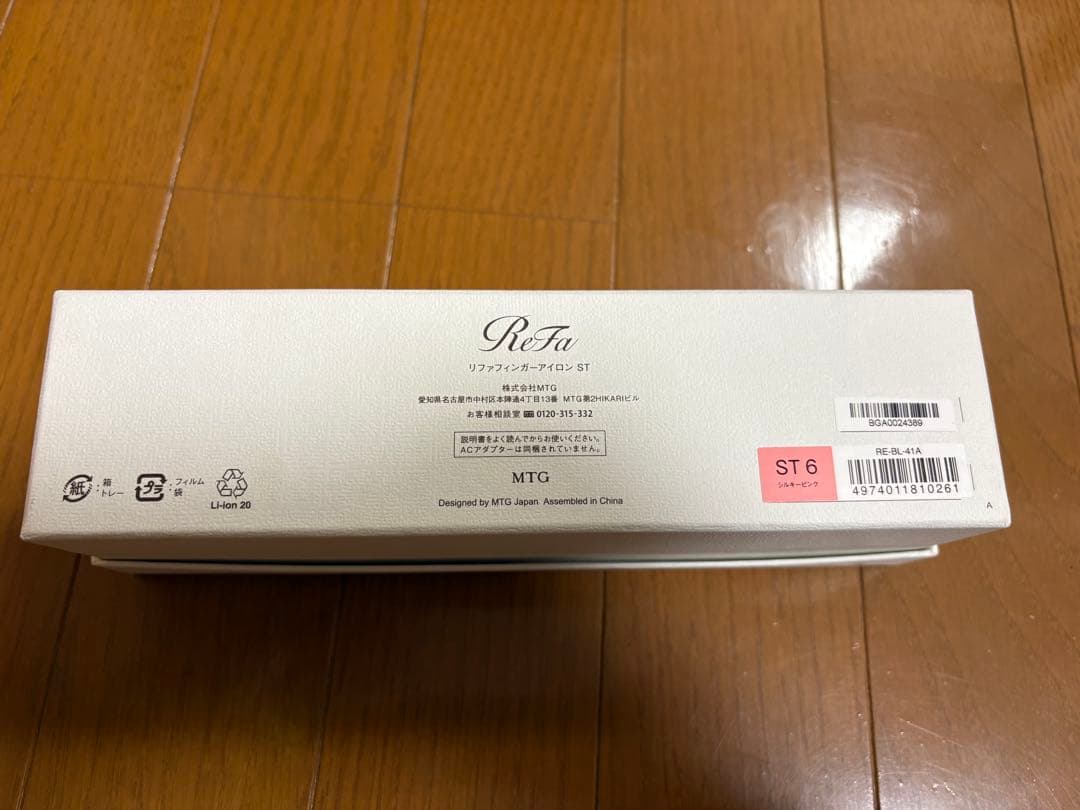 ReFa
リファフィンガーアイロン ST
株式会社MTG
愛知県名古屋市中村区本陣通4丁目13番 MTG第2HIKARIビル
お客様相談室 0120-315-332
説明書をよく読んでからお使いください。
ACアダプターは同梱されていません。
MTG
Designed by MTG Japan. Assembled in China
紙 :箱
・トレー
プラ :フィルム
・袋
Li-ion 20
BGA0024389
ST 6
シルキーピンク
RE-BL-41A
4974011810261
A